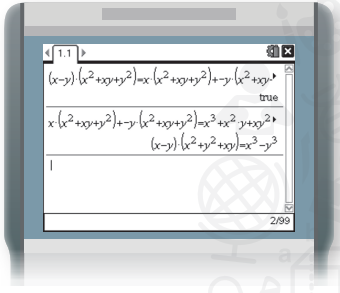 1.1
(x−y)·(x²+xy+y²)=x·(x²+xy+y²)+−y·(x²+xy·
true
x·(x²+xy+y²)+−y·(x²+xy+y²)=x³+x²·y+xy²
(x−y)·(x²+y²+xy)=x³−y³
2/99